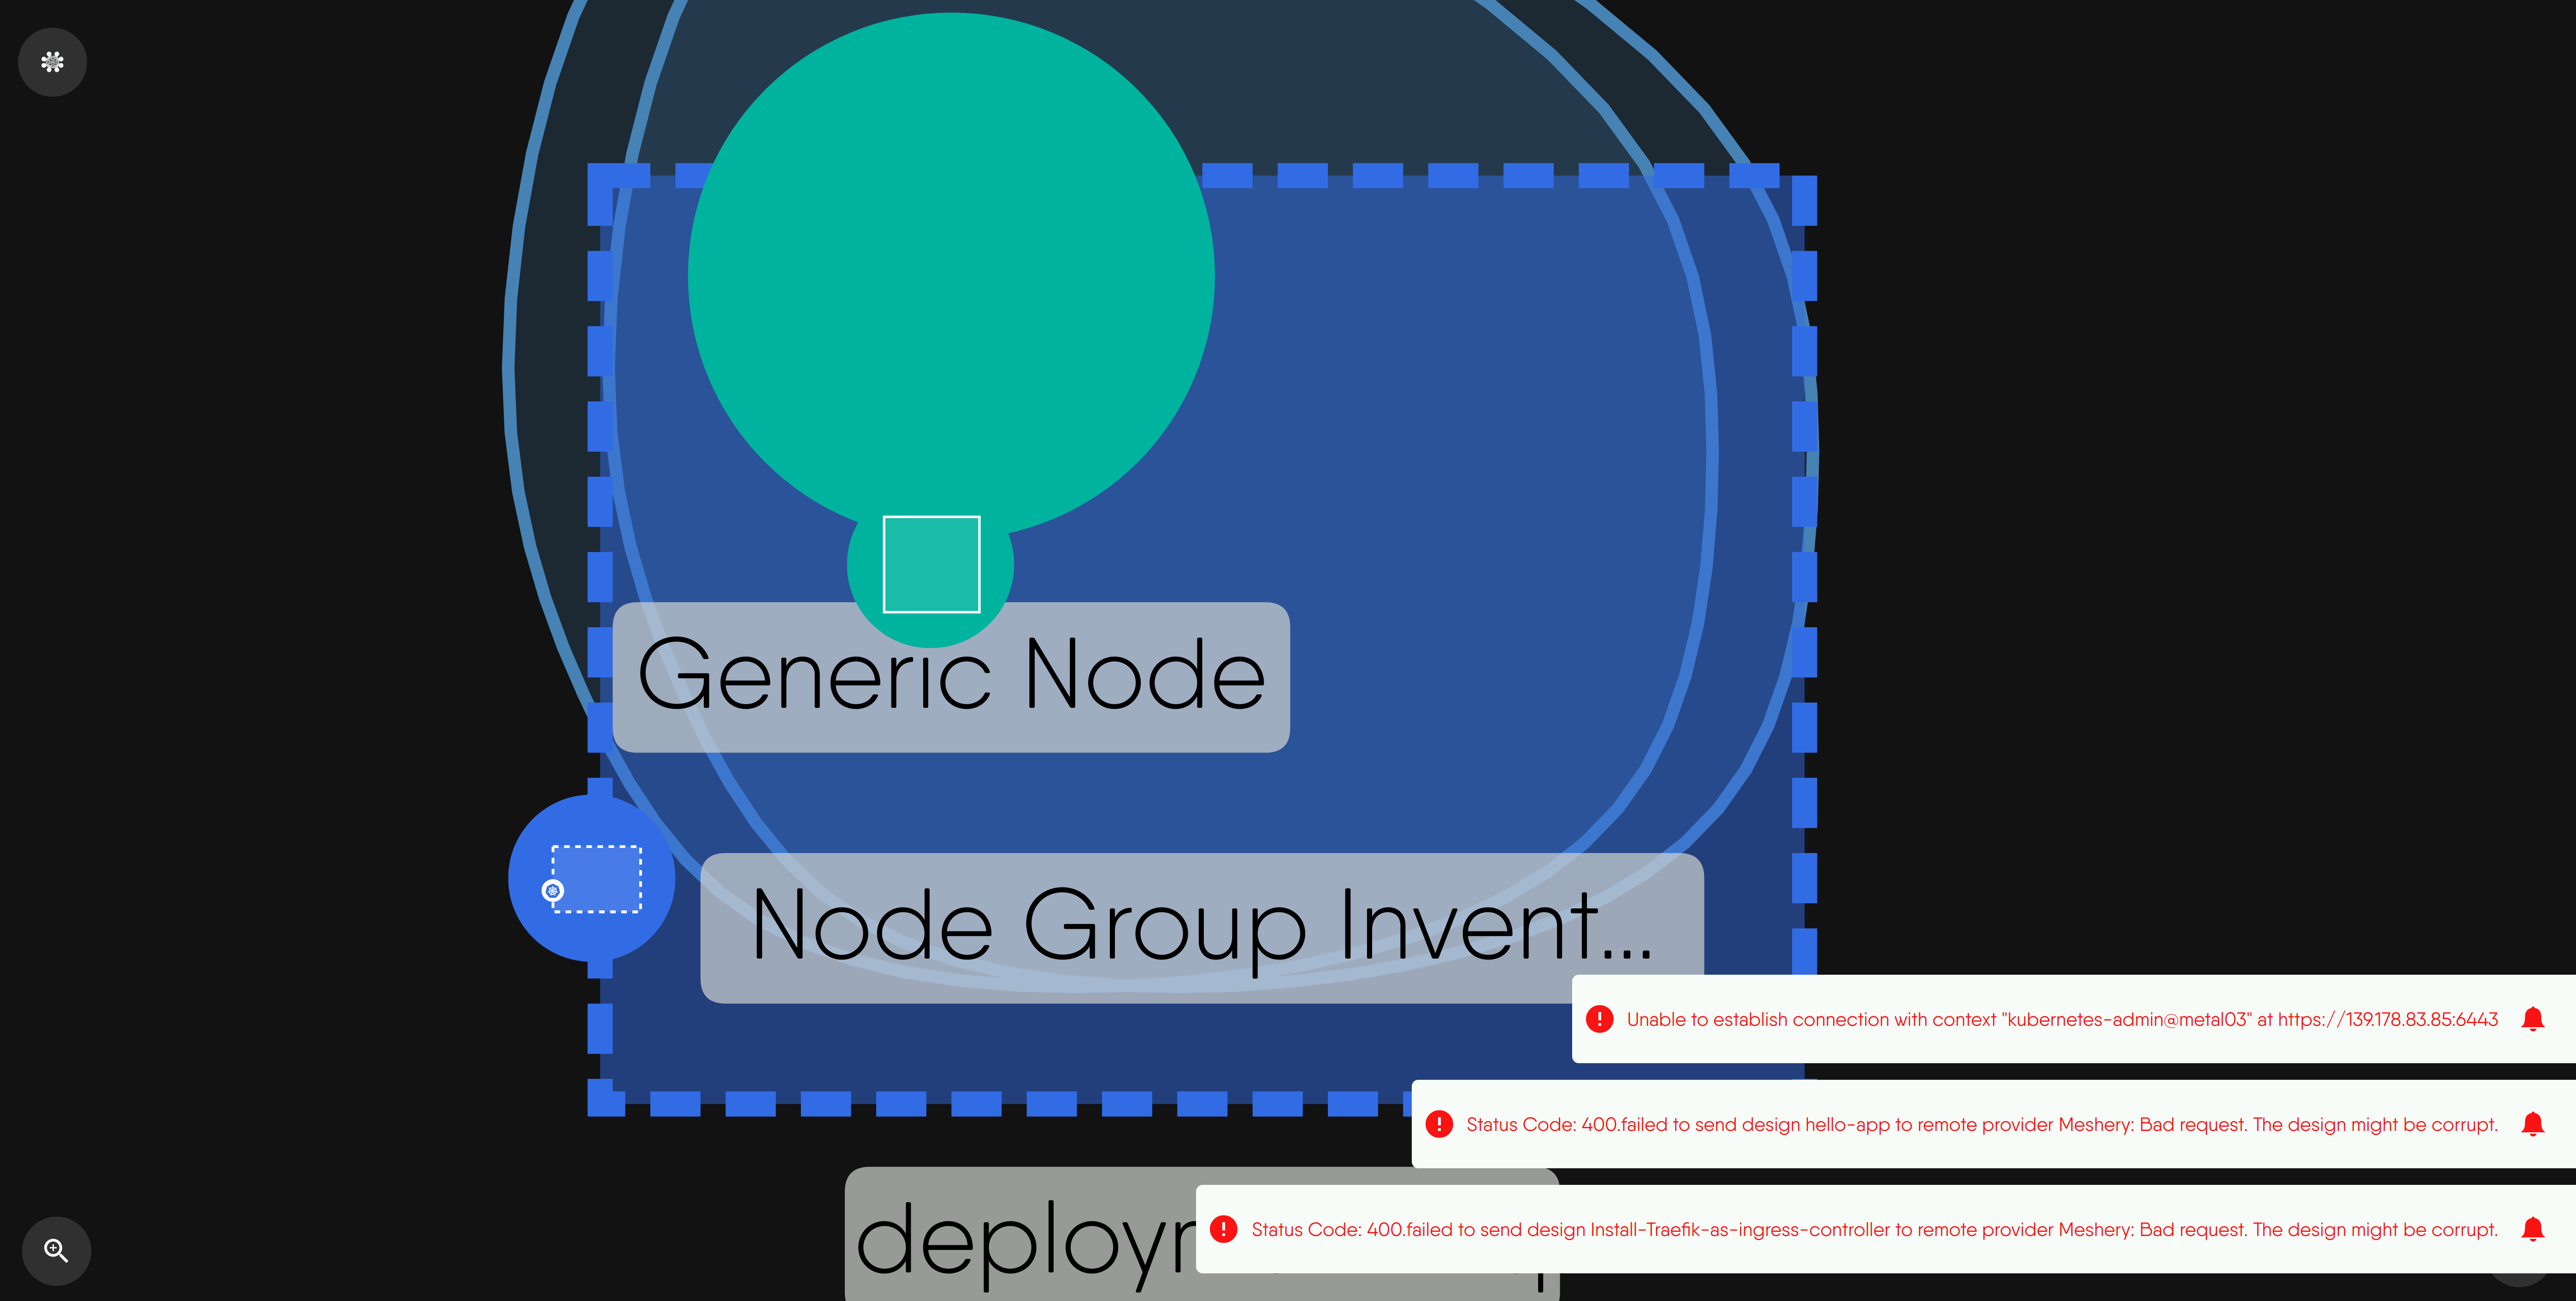 Generic Node
Node Group Invent...
Unable to establish connection with context "kubernetes-admin@metal03" at https://139.178.83.85:6443
Status Code: 400.failed to send design hello-app to remote provider Meshery: Bad request. The design might be corrupt.
Status Code: 400.failed to send design Install-Traefik-as-ingress-controller to remote provider Meshery: Bad request. The design might be corrupt.